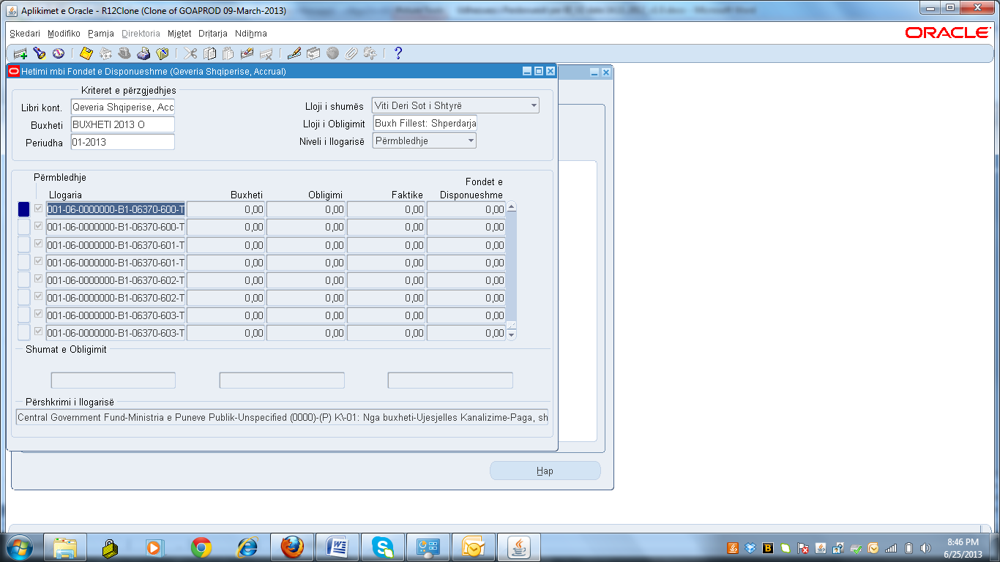 Aplikimet e Oracle - R12Clone (Clone of GOAPROD 09-March-2013)
Skedari Modifiko Pamja Direktoria Mjetet Dritarja Ndihma
ORACLE
Hetimi mbi Fondet e Disponueshme (Qeveria Shqiperise, Accrual)
Kriteret e përzgjedhjes
Libri kont. Qeveria Shqiperise, Acc Lloji i shumës Viti Deri Sot i Shtyrë
Buxheti BUXHETI 2013 O Lloji i Obligimit Buxh Fillest: Shperdarja
Periudha 01-2013 Niveli i llogarisë Përmbledhje
Përmbledhje
Llogaria Buxheti Obligimi Faktike Fondet e Disponueshme
001-06-0000000-B1-06370-600-T 0,00 0,00 0,00 0,00
001-06-0000000-B1-06370-600-T 0,00 0,00 0,00 0,00
001-06-0000000-B1-06370-601-T 0,00 0,00 0,00 0,00
001-06-0000000-B1-06370-601-T 0,00 0,00 0,00 0,00
001-06-0000000-B1-06370-602-T 0,00 0,00 0,00 0,00
001-06-0000000-B1-06370-602-T 0,00 0,00 0,00 0,00
001-06-0000000-B1-06370-603-T 0,00 0,00 0,00 0,00
001-06-0000000-B1-06370-603-T 0,00 0,00 0,00 0,00
Shumat e Obligimit
Përshkrimi i llogarisë
Central Government Fund-Ministria e Puneve Publik-Unspecified (0000)-(P) K\-01: Nga buxheti-Ujesjelles Kanalizime-Paga, sh
Hap
8:46 PM
6/25/2013